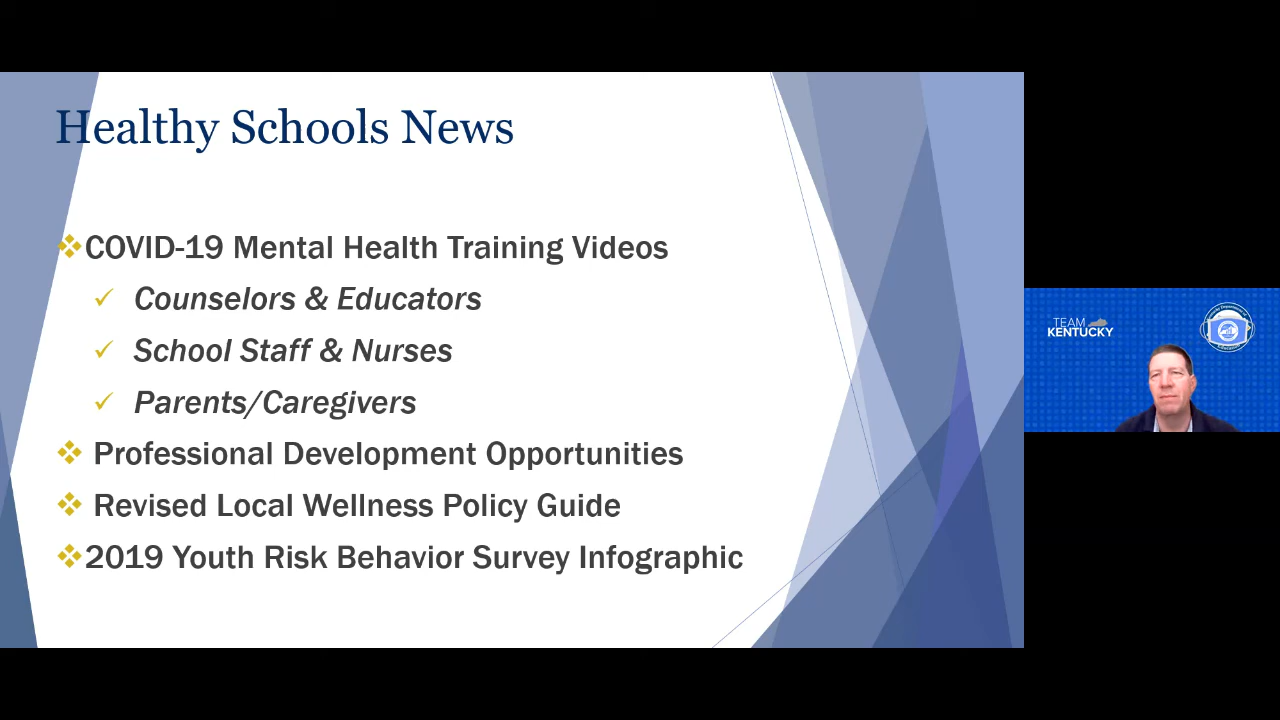 Healthy Schools News
COVID-19 Mental Health Training Videos
Counselors & Educators
School Staff & Nurses
Parents/Caregivers
Professional Development Opportunities
Revised Local Wellness Policy Guide
2019 Youth Risk Behavior Survey Infographic
TEAM
KENTUCKY